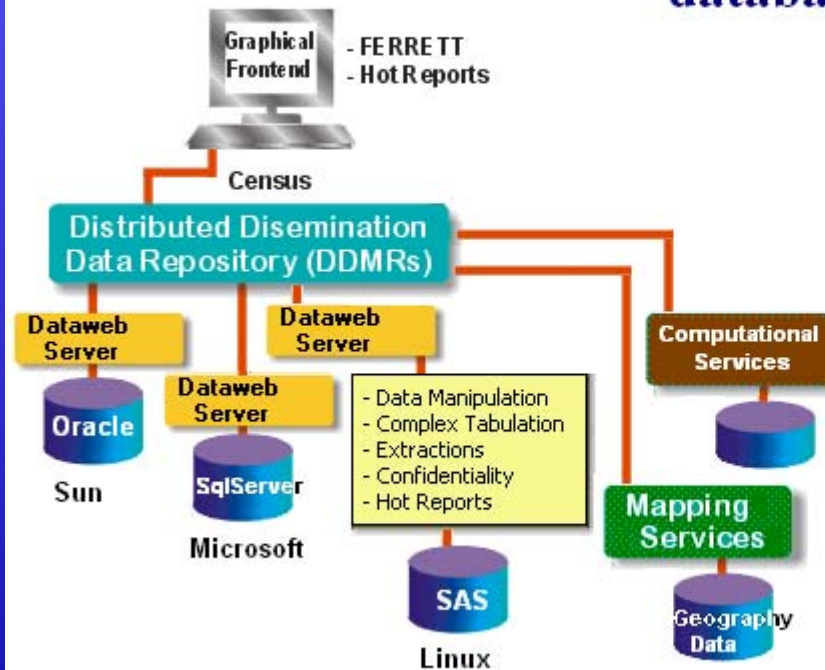 Graphical
Frontend
- FERRETT
- Hot Reports
Census
Distributed Disemination
Data Repository (DDMRs)
Dataweb
Server
Dataweb
Server
Dataweb
Server
Computational
Services
Oracle
Sun
SqlServer
Microsoft
- Data Manipulation
- Complex Tabulation
- Extractions
- Confidentiality
- Hot Reports
SAS
Linux
Mapping
Services
Geography
Data